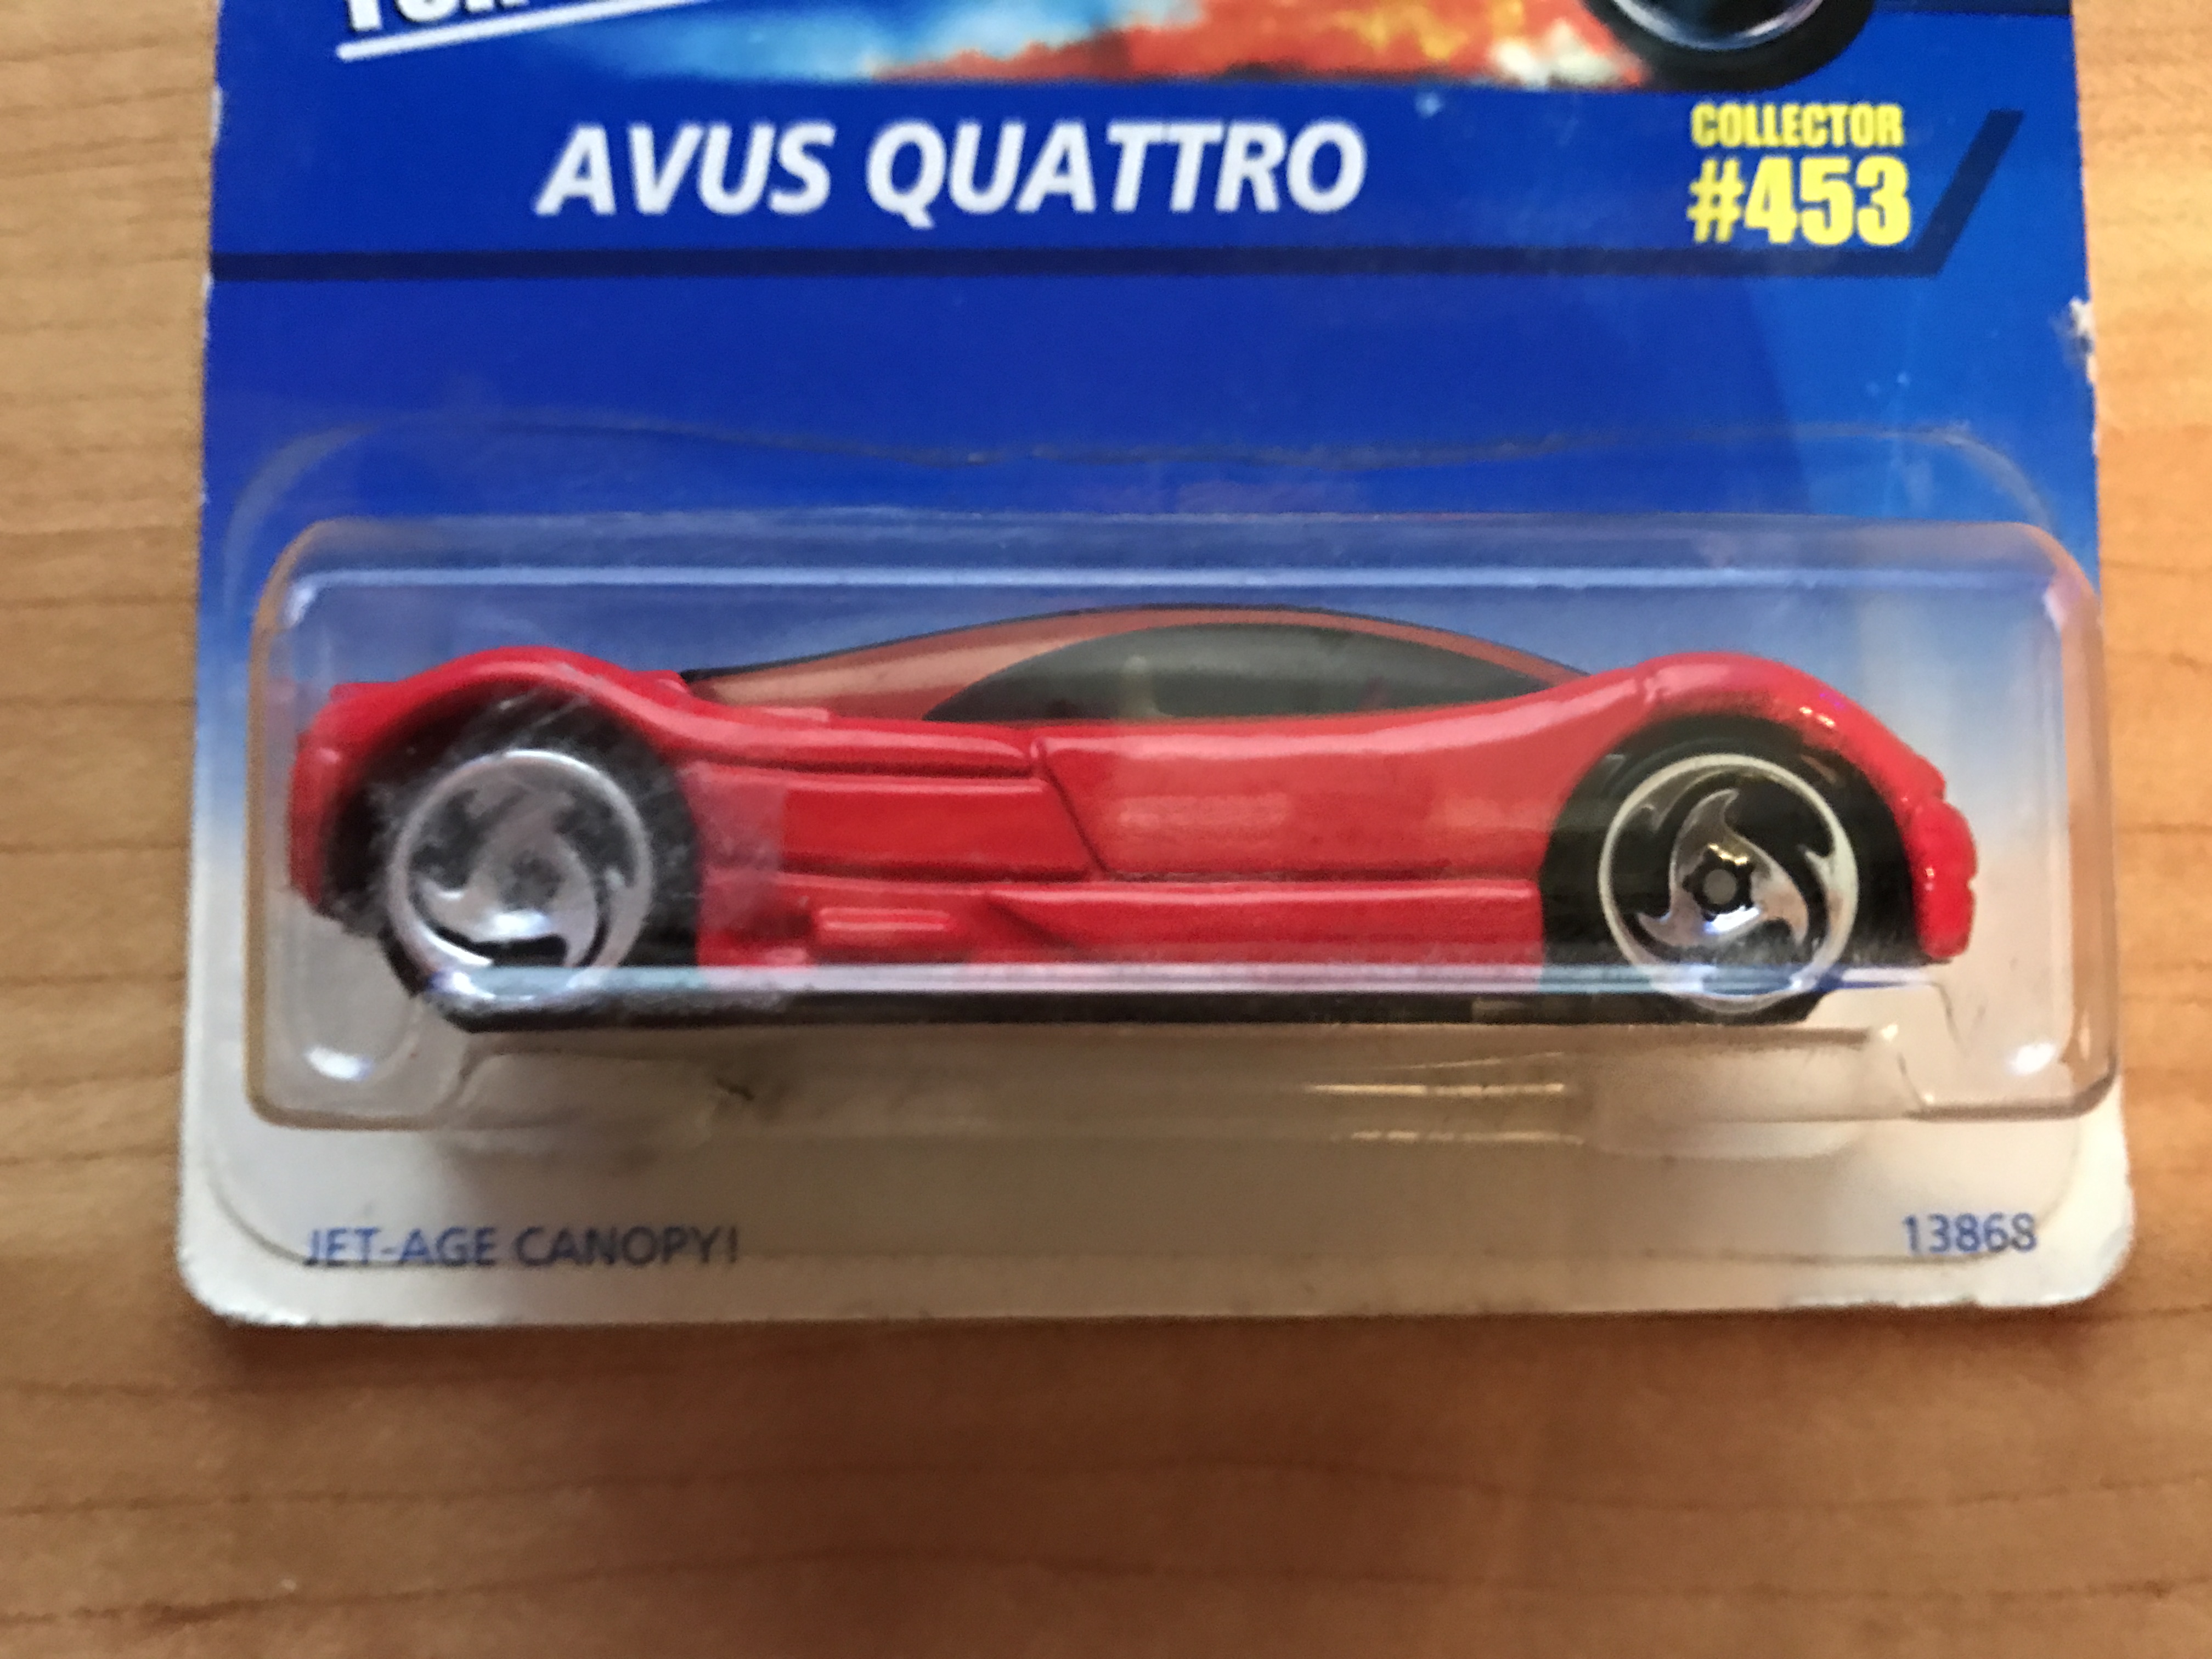 AVUS QUATTRO
COLLECTOR
#453
JET-AGE CANOPY!
13868